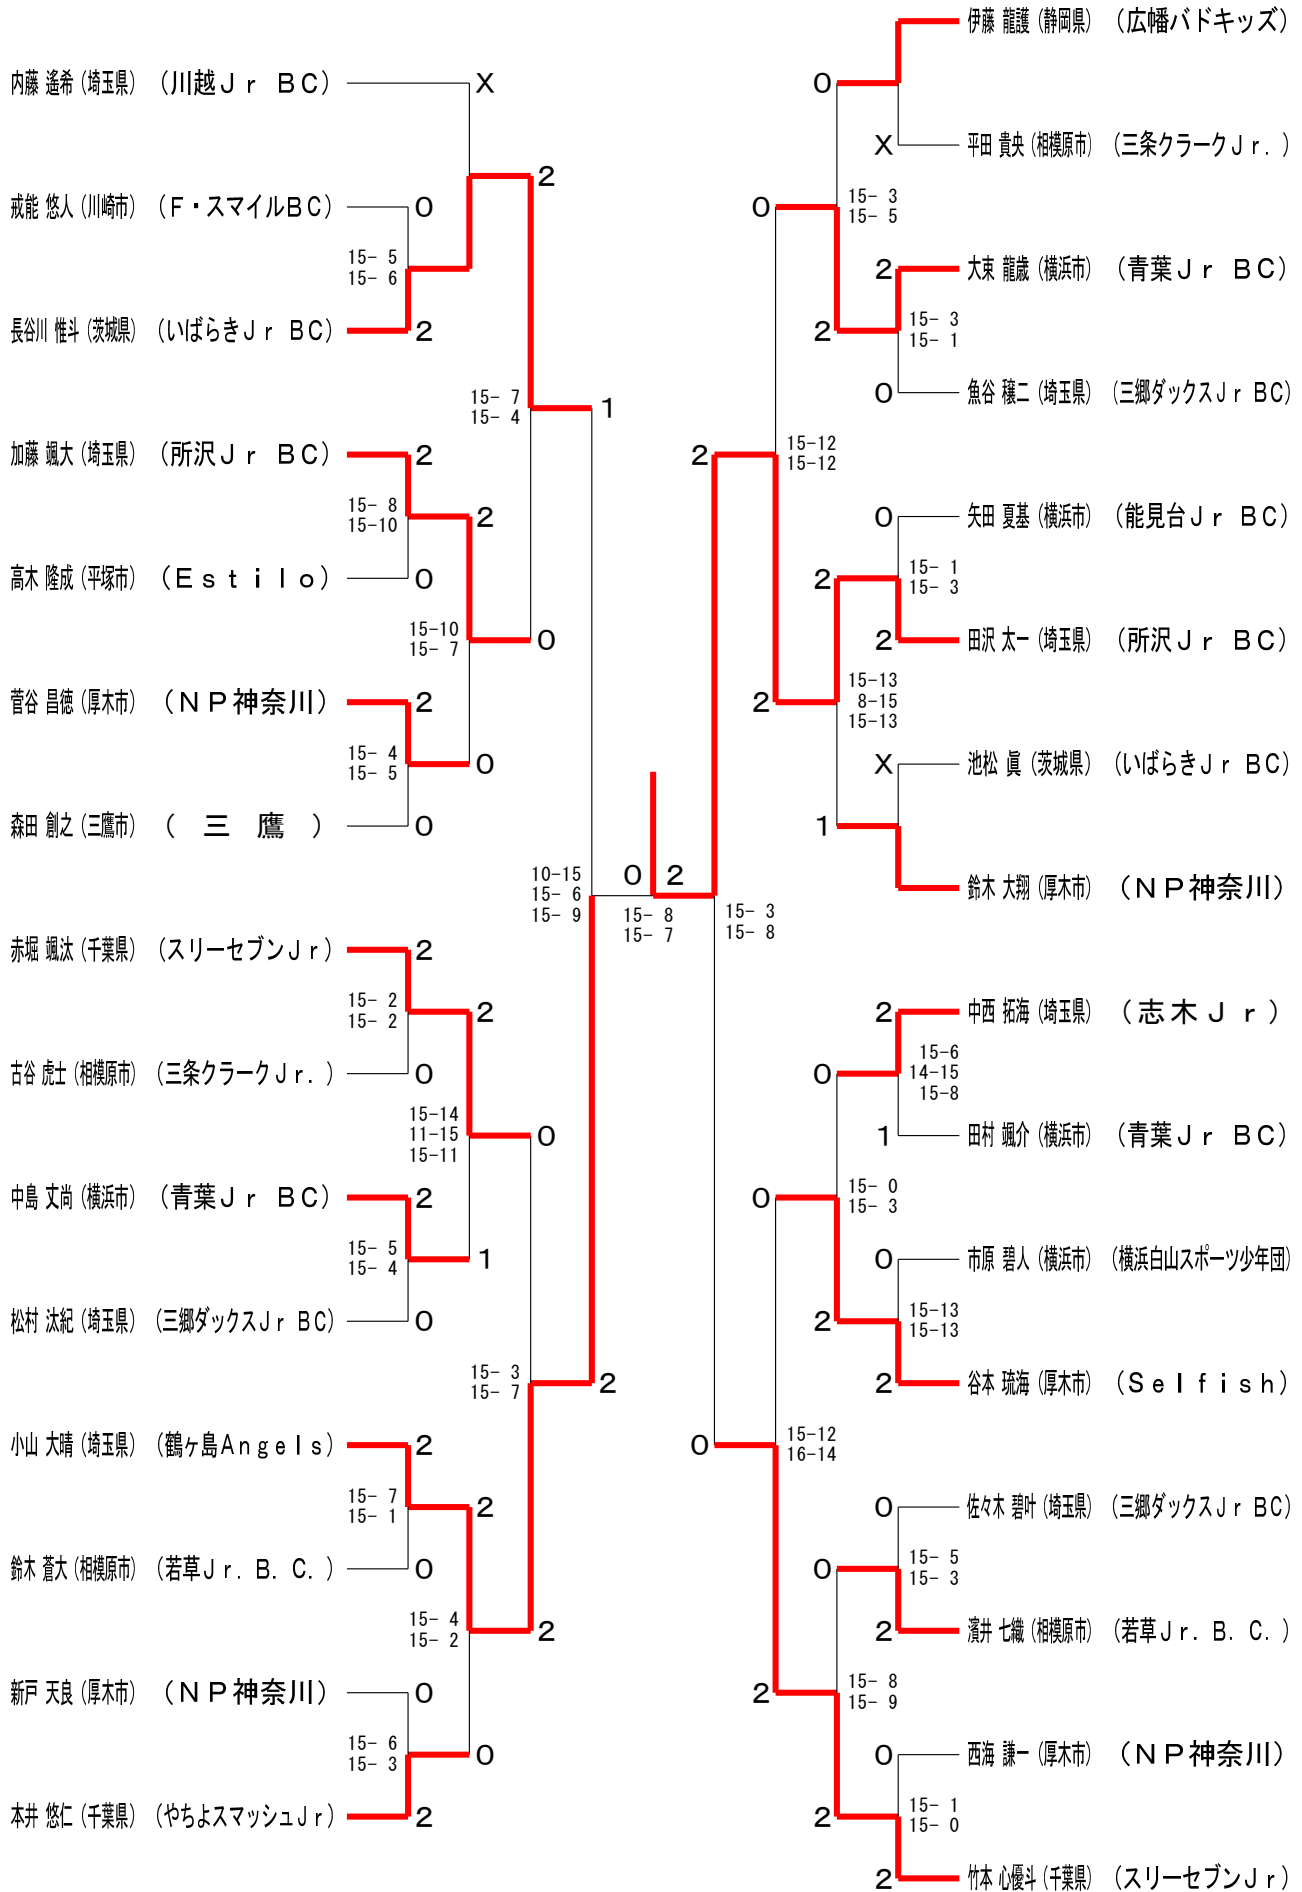 内藤 遙希 (埼玉県) (川越Jr BC) X
戒能 悠人 (川崎市) (F・スマイルBC) 0
15- 5
15- 6
長谷川 惟斗 (茨城県) (いばらきJr BC) 2
2
15- 7
15- 4
1
加藤 颯大 (埼玉県) (所沢Jr BC) 2
15- 8
15-10
2
高木 隆成 (平塚市) (Estilo) 0
15-10
15- 7
0
菅谷 昌徳 (厚木市) (NP神奈川) 2
15- 4
15- 5
0
森田 創之 (三鷹市) (三鷹) 0
10-15
15- 6
15- 9
赤堀 颯汰 (千葉県) (スリーセブンJr) 2
15- 2
15- 2
2
古谷 虎士 (相模原市) (三条クラークJr.) 0
15-14
11-15
15-11
0
中島 丈尚 (横浜市) (青葉Jr BC) 2
15- 5
15- 4
1
松村 汰紀 (埼玉県) (三郷ダックスJr BC) 0
15- 3
15- 7
2
小山 大晴 (埼玉県) (鶴ヶ島Angels) 2
15- 7
15- 1
2
鈴木 蒼大 (相模原市) (若草Jr. B. C. ) 0
15- 4
15- 2
2
新戸 天良 (厚木市) (NP神奈川) 0
15- 6
15- 3
0
本井 悠仁 (千葉県) (やちよスマッシュJr) 2
0 2
15- 8
15- 7
伊藤 龍護 (静岡県) (広幡バドキッズ)
0
X 平田 貴央 (相模原市) (三条クラークJr.)
15- 3
15- 5
0
2 大東 龍歳 (横浜市) (青葉Jr BC)
15- 3
15- 1
2
0 魚谷 穣二 (埼玉県) (三郷ダックスJr BC)
15-12
15-12
2
0 矢田 夏基 (横浜市) (能見台Jr BC)
15- 1
15- 3
2
2 田沢 太一 (埼玉県) (所沢Jr BC)
15-13
8-15
15-13
2
X 池松 眞 (茨城県) (いばらきJr BC)
1
鈴木 大翔 (厚木市) (NP神奈川)
15- 3
15- 8
2 中西 拓海 (埼玉県) (志木Jr)
15-6
14-15
15-8
0
1 田村 颯介 (横浜市) (青葉Jr BC)
15- 0
15- 3
0
0 市原 碧人 (横浜市) (横浜白山スポーツ少年団)
15-13
15-13
2
2 谷本 琉海 (厚木市) (Selfish)
15-12
16-14
0
0 佐々木 碧叶 (埼玉県) (三郷ダックスJr BC)
15- 5
15- 3
0
2 濱井 七織 (相模原市) (若草Jr. B. C. )
15- 8
15- 9
2
0 西海 謙一 (厚木市) (NP神奈川)
15- 1
15- 0
2
2 竹本 心優斗 (千葉県) (スリーセブンJr)